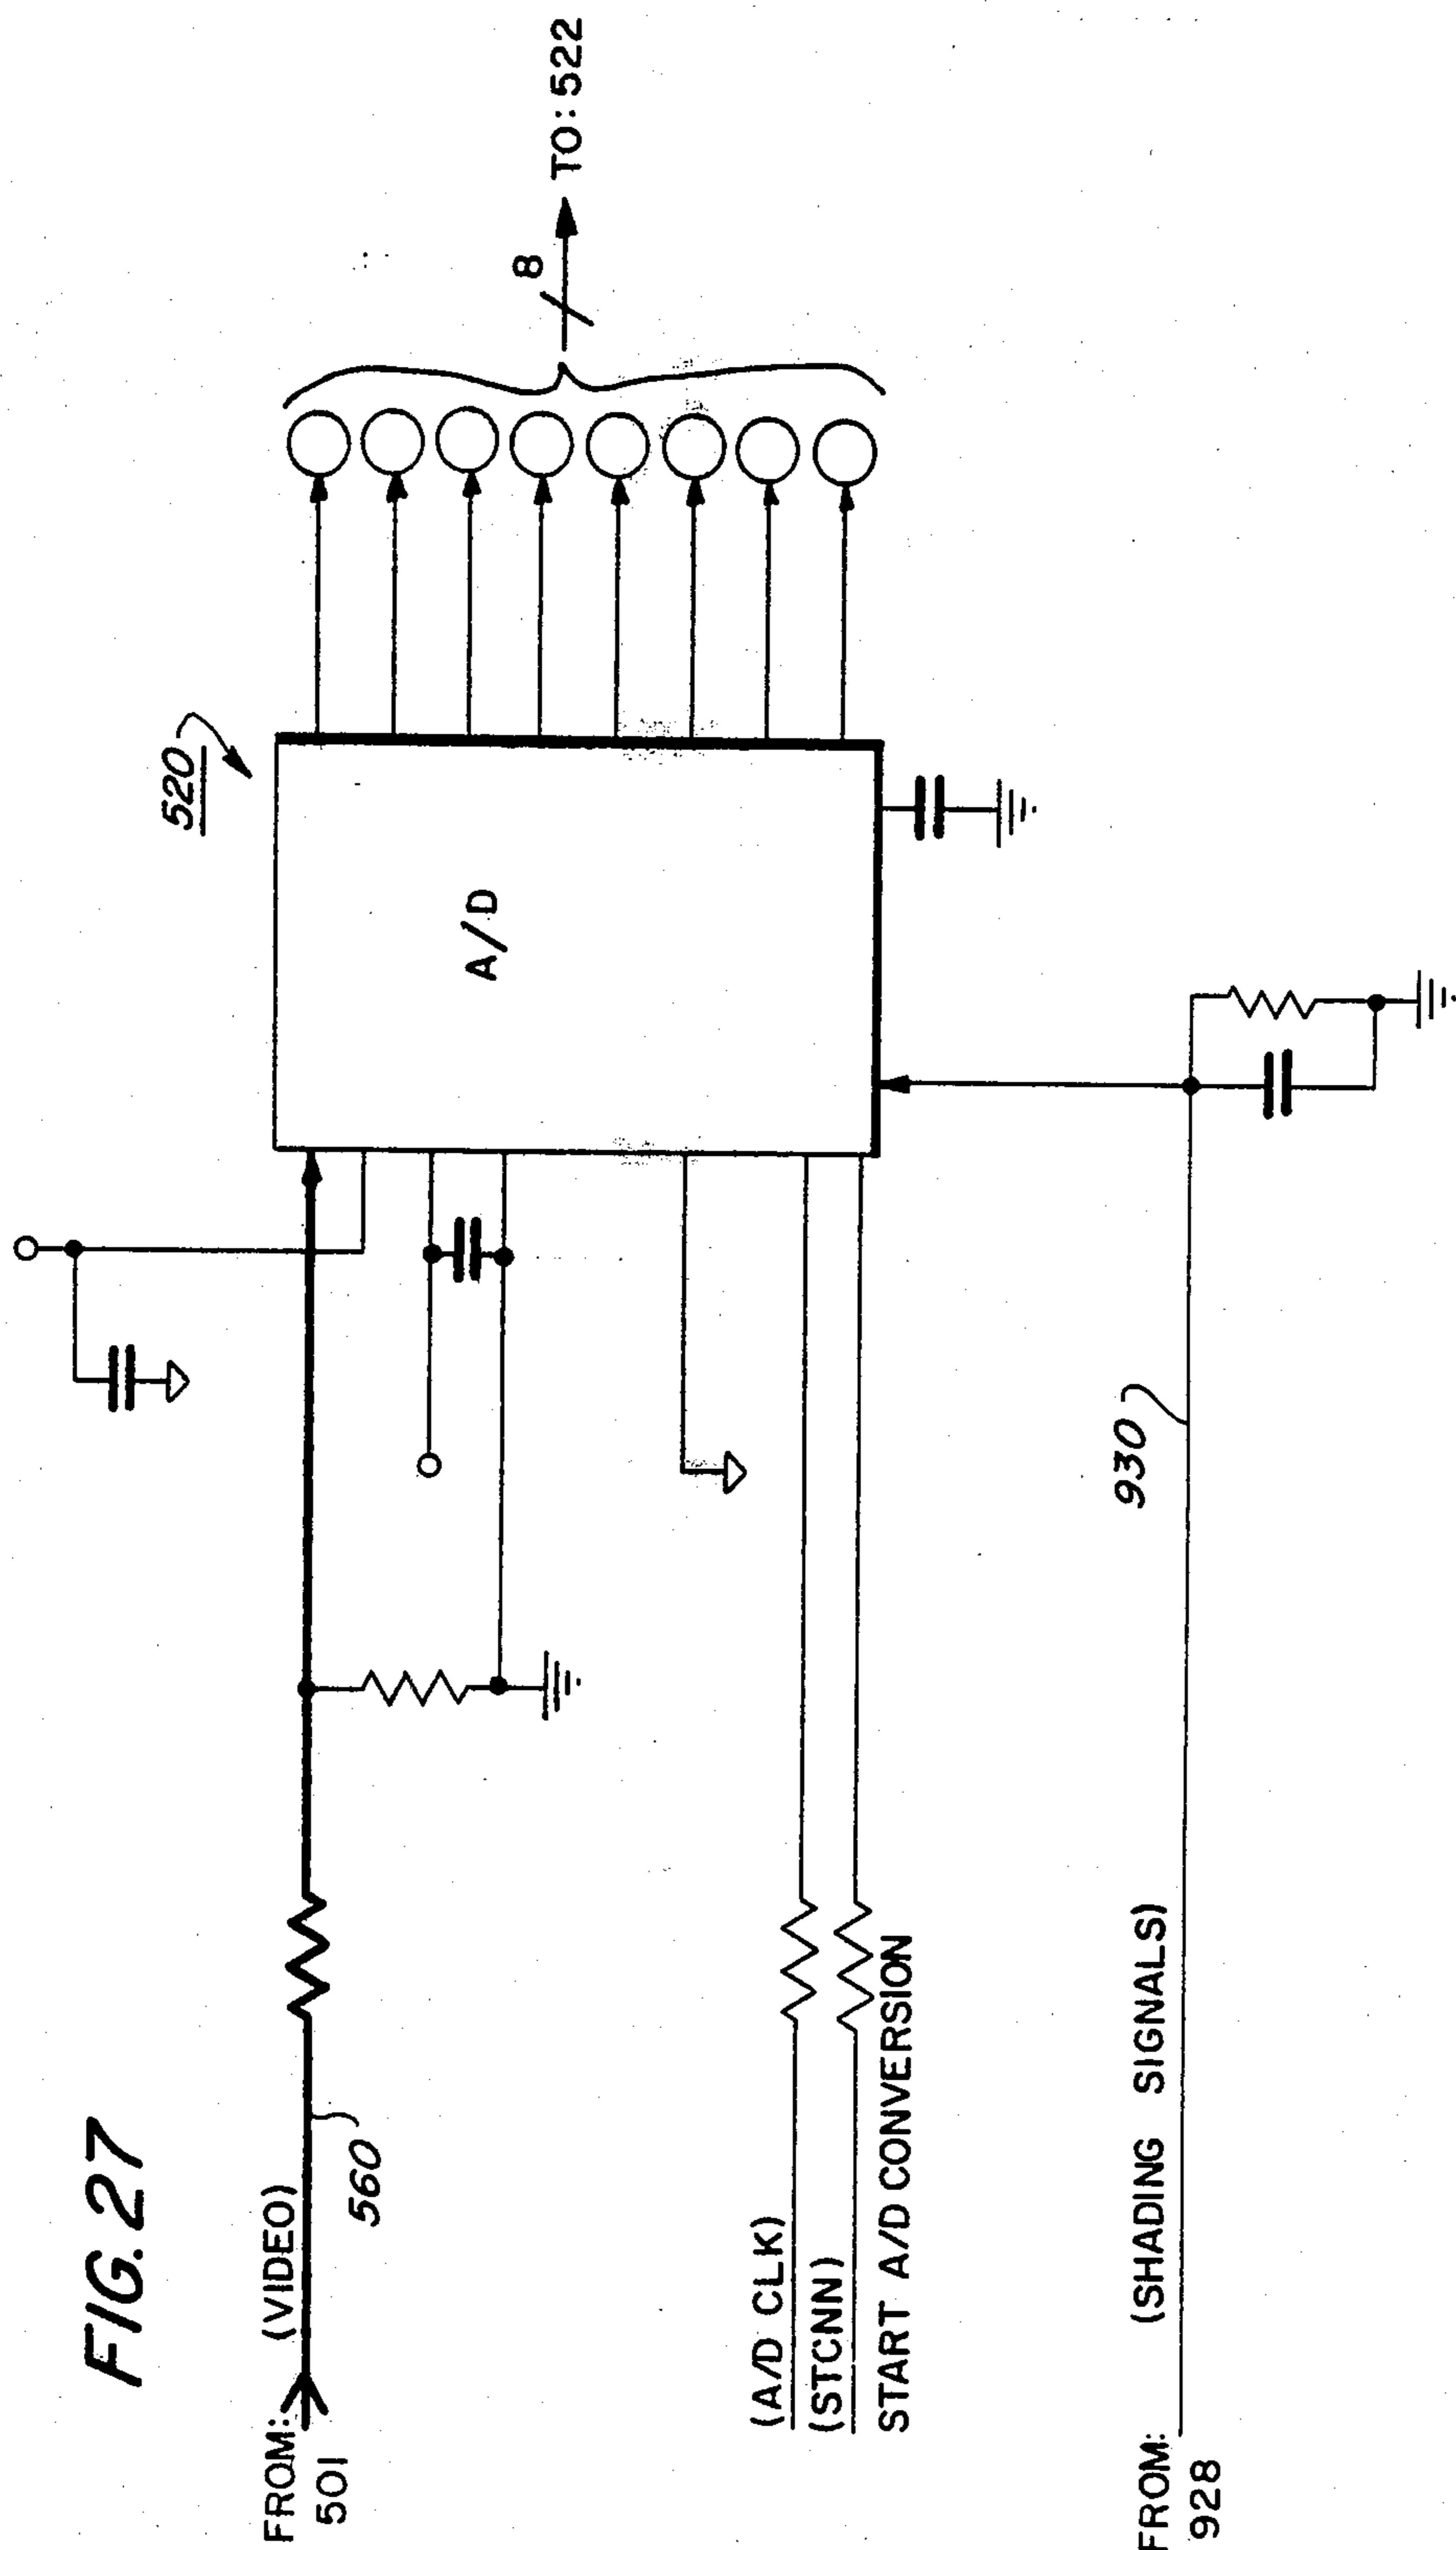 FIG. 27
FROM:
501
(VIDEO)
560
520
A/D
8
TO: 522
(A/D CLK)
(STCNN)
START A/D CONVERSION
FROM:
928
(SHADING SIGNALS)
930